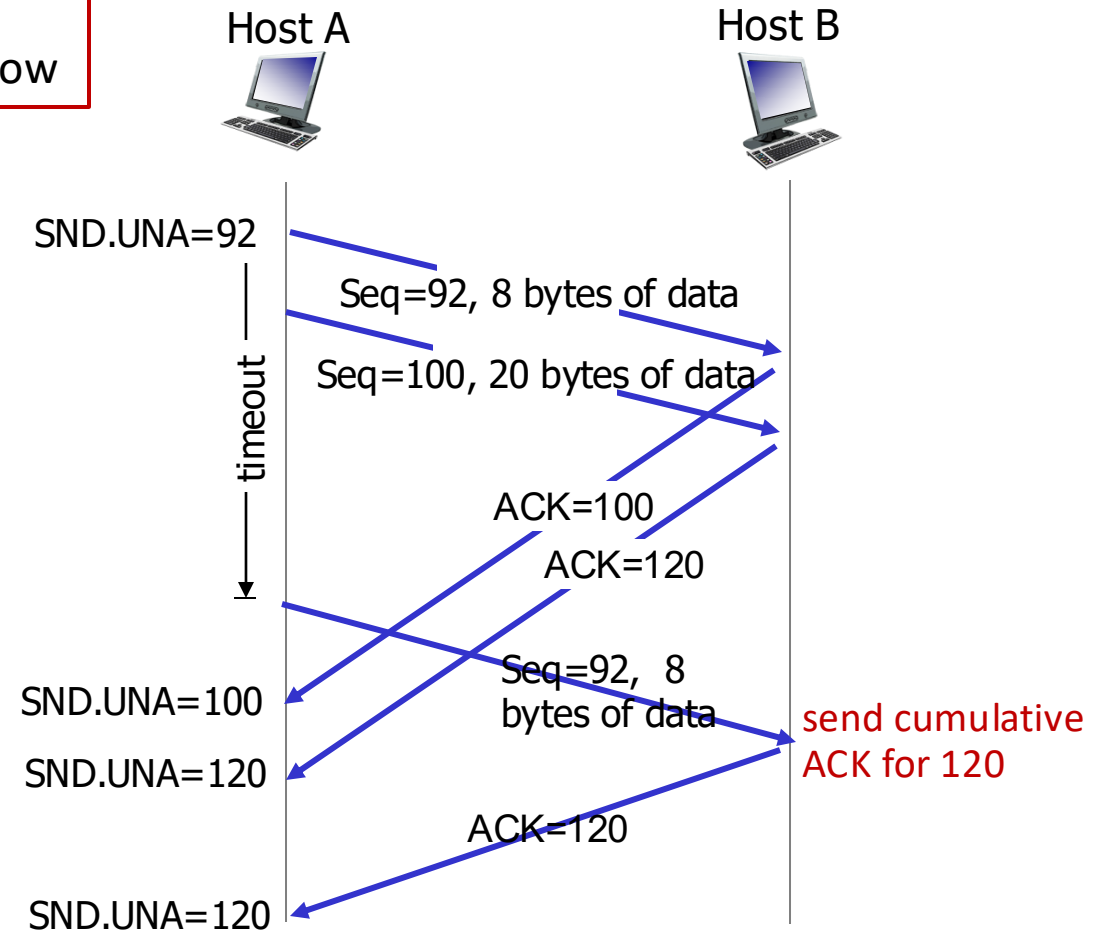 ow
Host A
Host B
SND.UNA=92
Seq=92, 8 bytes of data
Seq=100, 20 bytes of data
timeout
ACK=100
ACK=120
Seq=92, 8
bytes of data
SND.UNA=100
send cumulative
ACK for 120
SND.UNA=120
ACK=120
SND.UNA=120